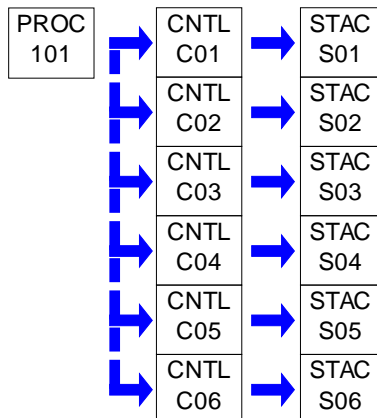 PROC
101
CNTL
C01
STAC
S01
CNTL
C02
STAC
S02
CNTL
C03
STAC
S03
CNTL
C04
STAC
S04
CNTL
C05
STAC
S05
CNTL
C06
STAC
S06